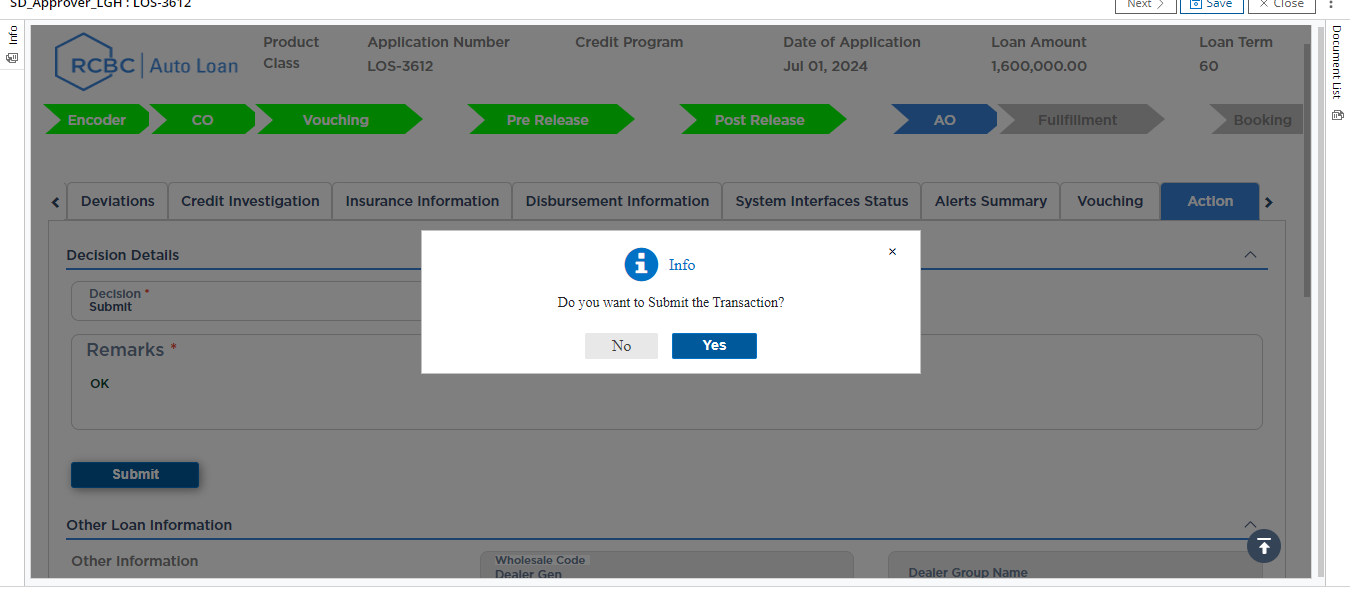 SD_Approver_LGH : LOS-3612
Next
Save
Close
Info
Document List
RCBC Auto Loan
Product Class
Application Number
LOS-3612
Credit Program
Date of Application
Jul 01, 2024
Loan Amount
1,600,000.00
Loan Term
60
Encoder
CO
Vouching
Pre Release
Post Release
AO
Fullfillment
Booking
Deviations
Credit Investigation
Insurance Information
Disbursement Information
System Interfaces Status
Alerts Summary
Vouching
Action
Decision Details
Decision *
Submit
Remarks *
OK
Info
Do you want to Submit the Transaction?
No
Yes
Submit
Other Loan Information
Other Information
Wholesale Code
Dealer Gen
Dealer Group Name